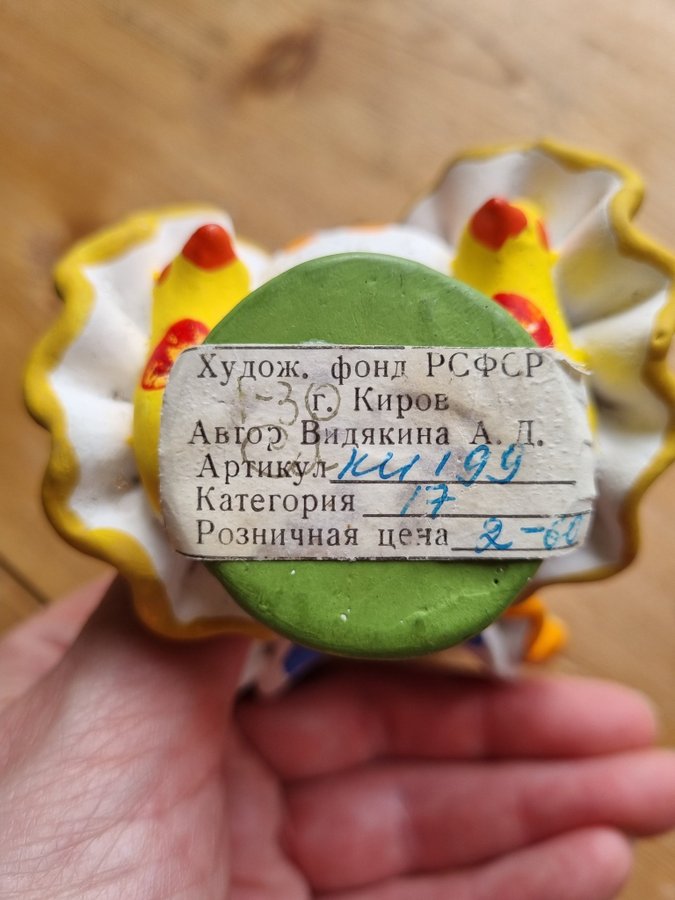 Худож. фонд РСФСР
г. Киров
Автор Видякина А. Д.
Артикул КИ 199
Категория 17
Розничная цена 2-60